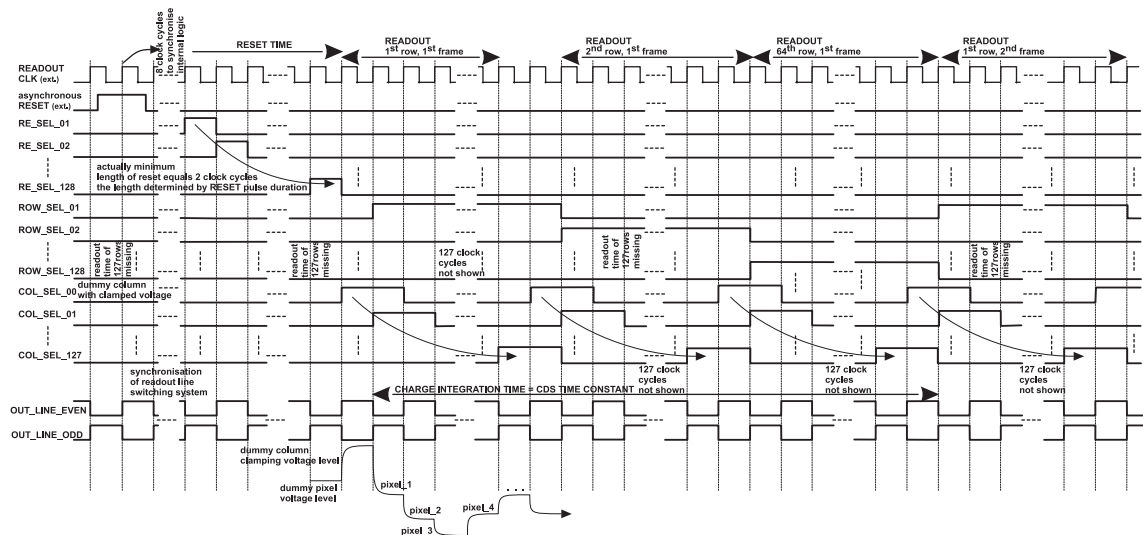 8 clock cycles
to synchronise
internal logic
RESET TIME
READOUT
1st row, 1st frame
READOUT
2nd row, 1st frame
READOUT
64th row, 1st frame
READOUT
1st row, 2nd frame
READOUT
CLK (ext.)
asynchronous
RESET (ext.)
RE_SEL_01
RE_SEL_02
actually minimum
length of reset equals 2 clock cycles
the length determined by RESET pulse duration
RE_SEL_128
ROW_SEL_01
ROW_SEL_02
readout
time of
127rows
missing
readout
time of
127rows
missing
127 clock
cycles
not shown
readout
time of
127rows
missing
readout
time of
127rows
missing
ROW_SEL_128
dummy column
with clamped voltage
COL_SEL_00
COL_SEL_01
COL_SEL_127
synchronisation
of readout line
switching system
127 clock
cycles
not shown
127 clock
cycles
not shown
127 clock
cycles
not shown
CHARGE INTEGRATION TIME = CDS TIME CONSTANT
OUT_LINE_EVEN
OUT_LINE_ODD
dummy column
clamping voltage level
dummy pixel
voltage level
pixel_1
pixel_2
pixel_3
pixel_4
...